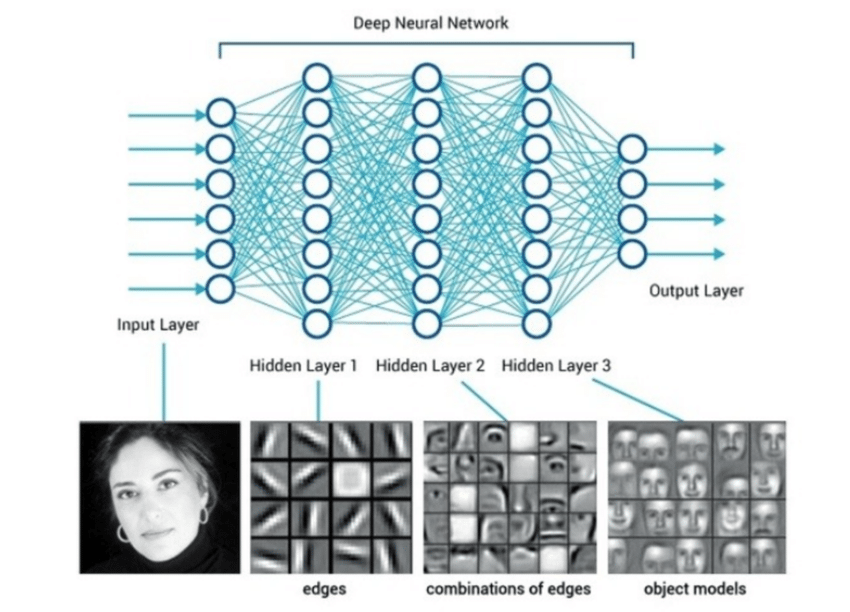 Deep Neural Network
Input Layer
Output Layer
Hidden Layer 1
Hidden Layer 2
Hidden Layer 3
edges
combinations of edges
object models